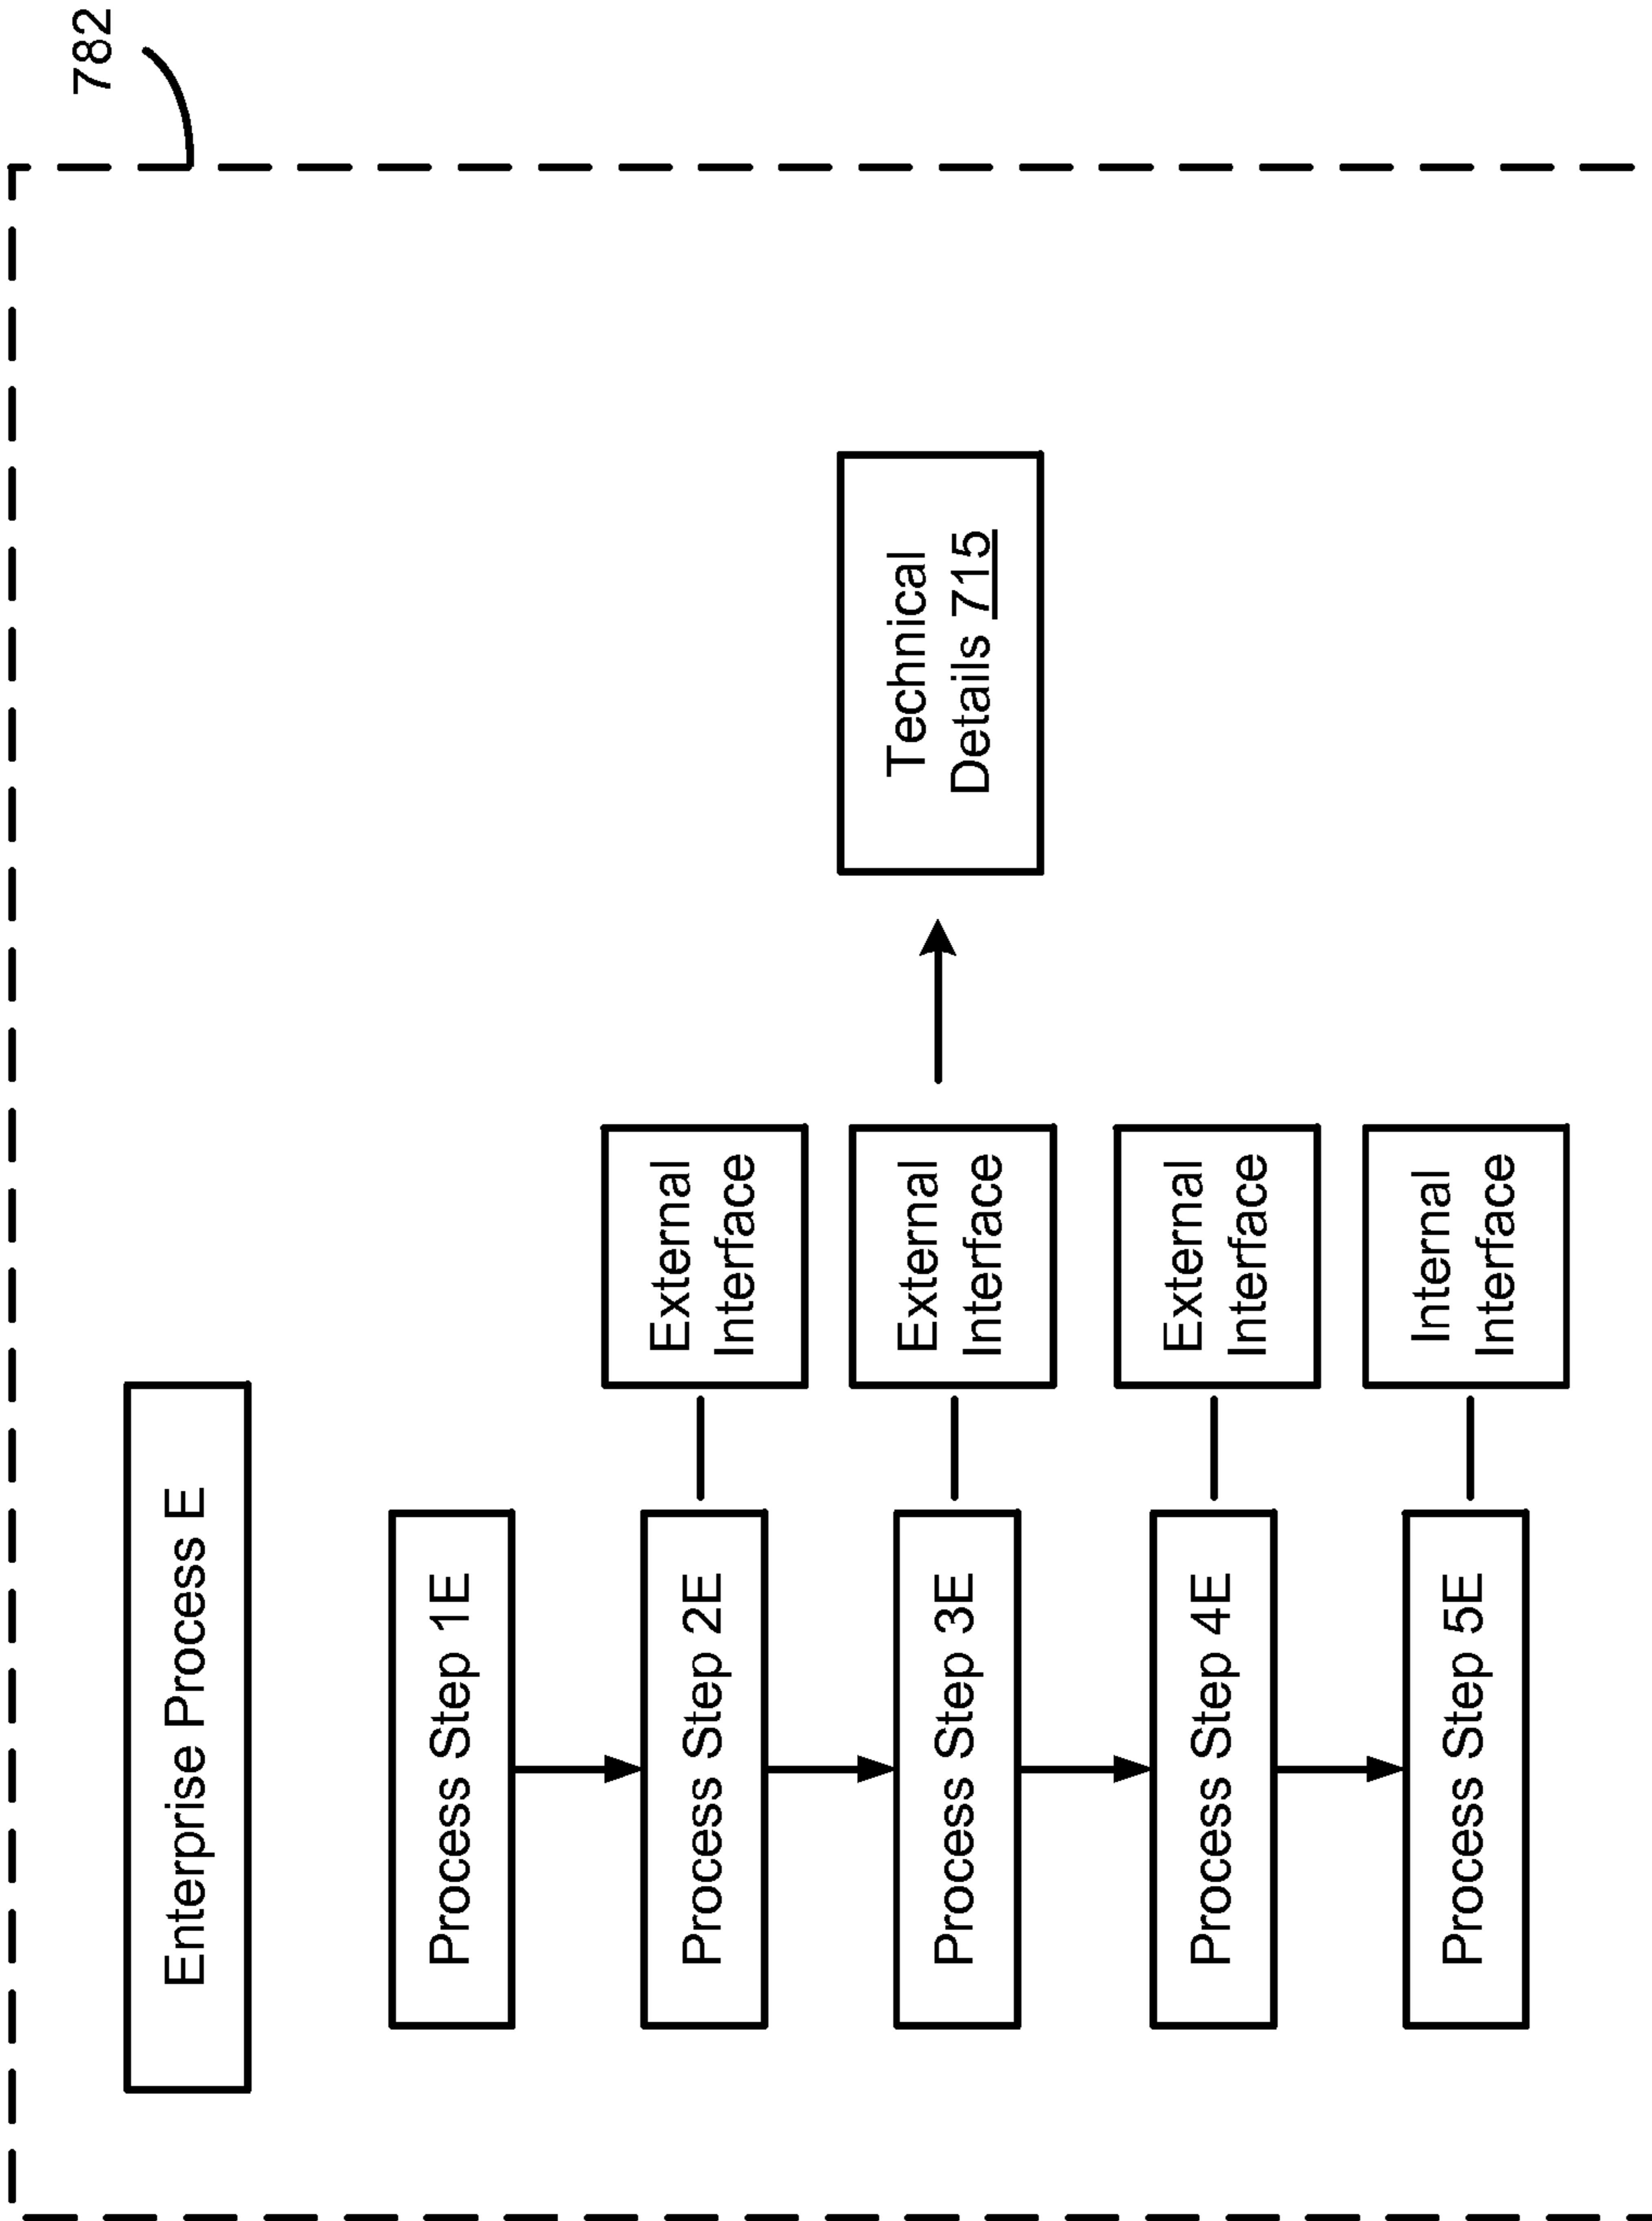 782
Enterprise Process E
Process Step 1E
Process Step 2E
External
Interface
Process Step 3E
External
Interface
Technical
Details 715
Process Step 4E
External
Interface
Process Step 5E
Internal
Interface